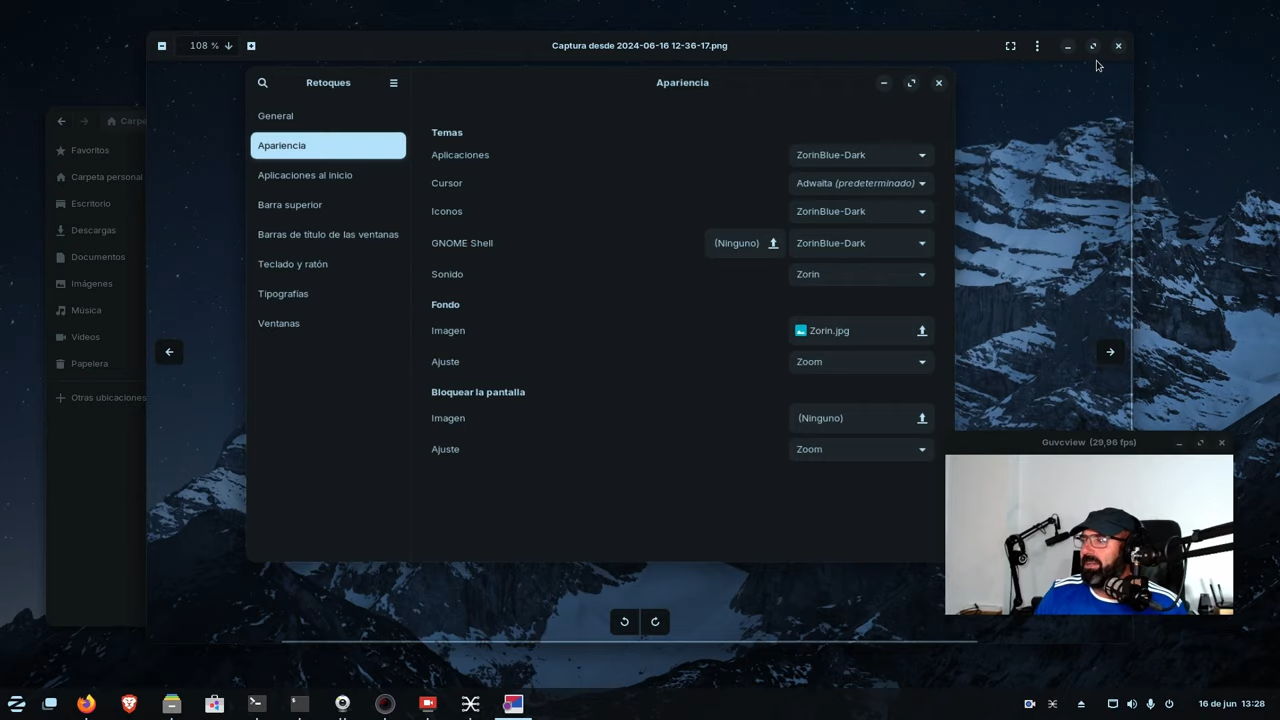 108 %
Captura desde 2024-06-16 12-36-17.png
Retoques
Apariencia
General
Apariencia
Aplicaciones al inicio
Barra superior
Barras de título de las ventanas
Teclado y ratón
Tipografías
Ventanas
Temas
Aplicaciones
ZorinBlue-Dark
Cursor
Adwaita (predeterminado)
Iconos
ZorinBlue-Dark
GNOME Shell
(Ninguno)
ZorinBlue-Dark
Sonido
Zorin
Fondo
Imagen
Zorin.jpg
Ajuste
Zoom
Bloquear la pantalla
Imagen
(Ninguno)
Ajuste
Zoom
Carpe
Favoritos
Carpeta personal
Escritorio
Descargas
Documentos
Imágenes
Música
Vídeos
Papelera
Otras ubicaciones
Guvcview (29,96 fps)
16 de jun 13:28